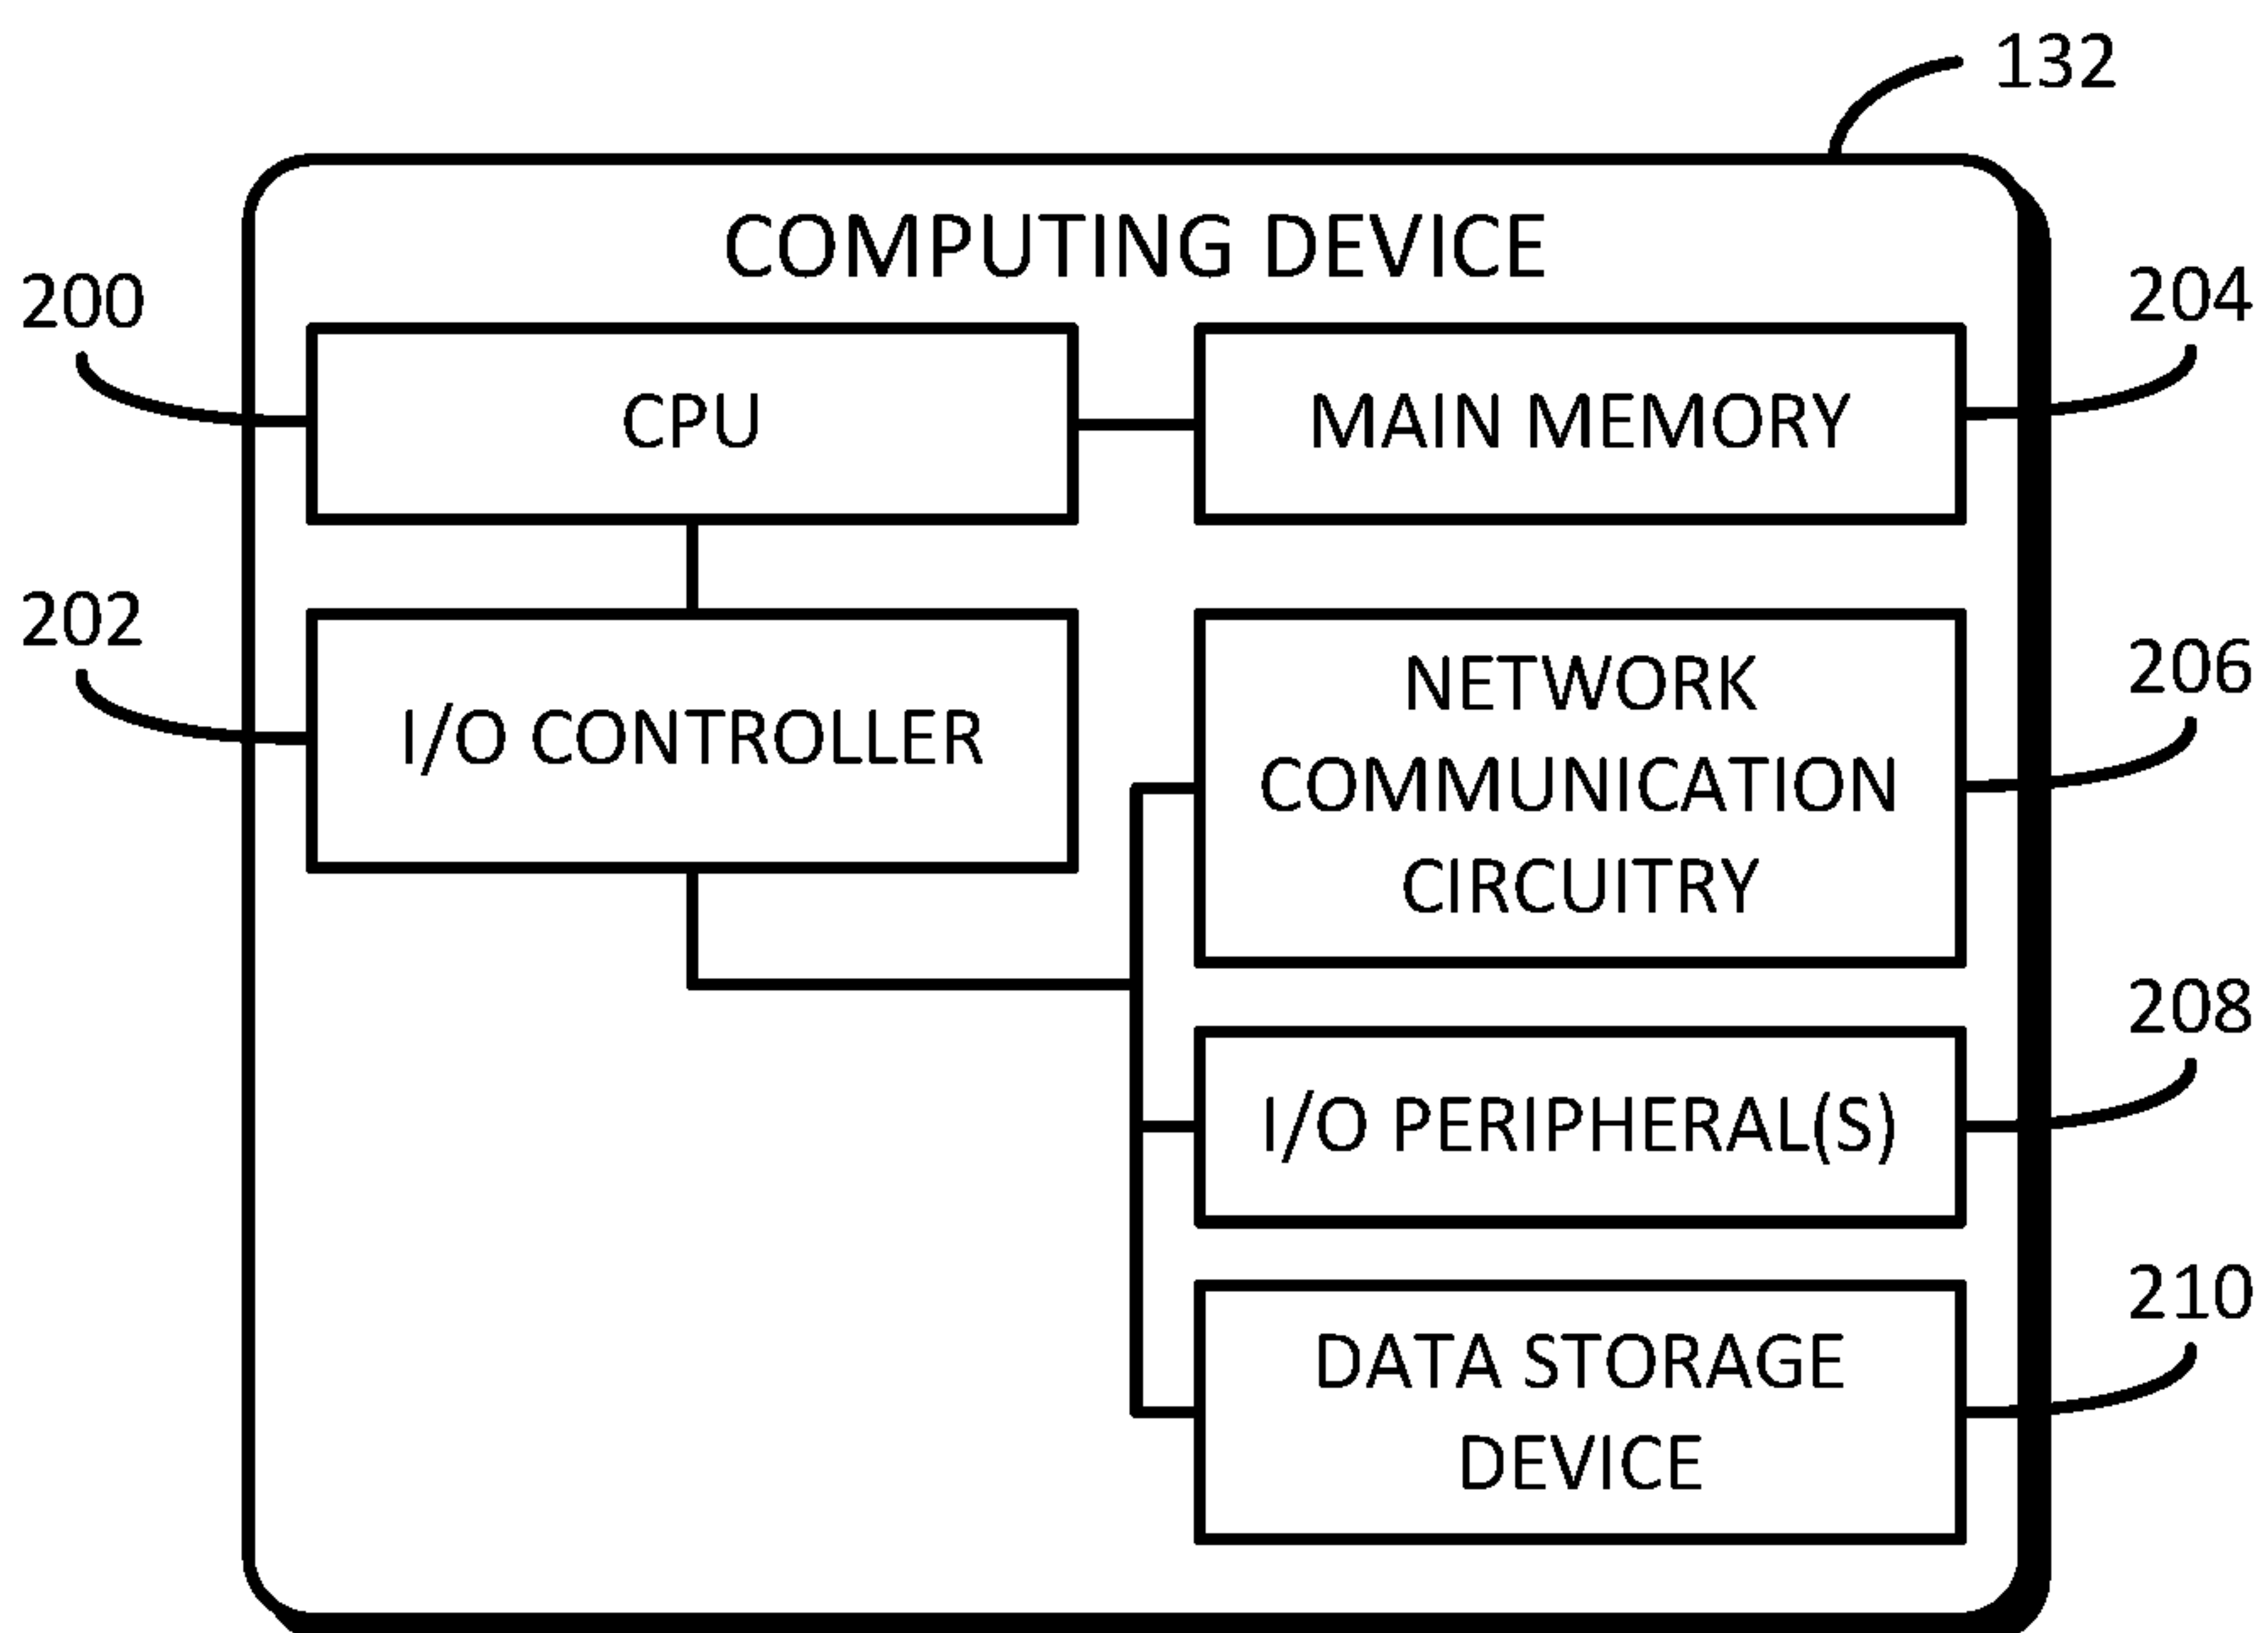 132
COMPUTING DEVICE
200
204
CPU
MAIN MEMORY
202
206
I/O CONTROLLER
NETWORK
COMMUNICATION
CIRCUITRY
208
I/O PERIPHERAL(S)
210
DATA STORAGE
DEVICE